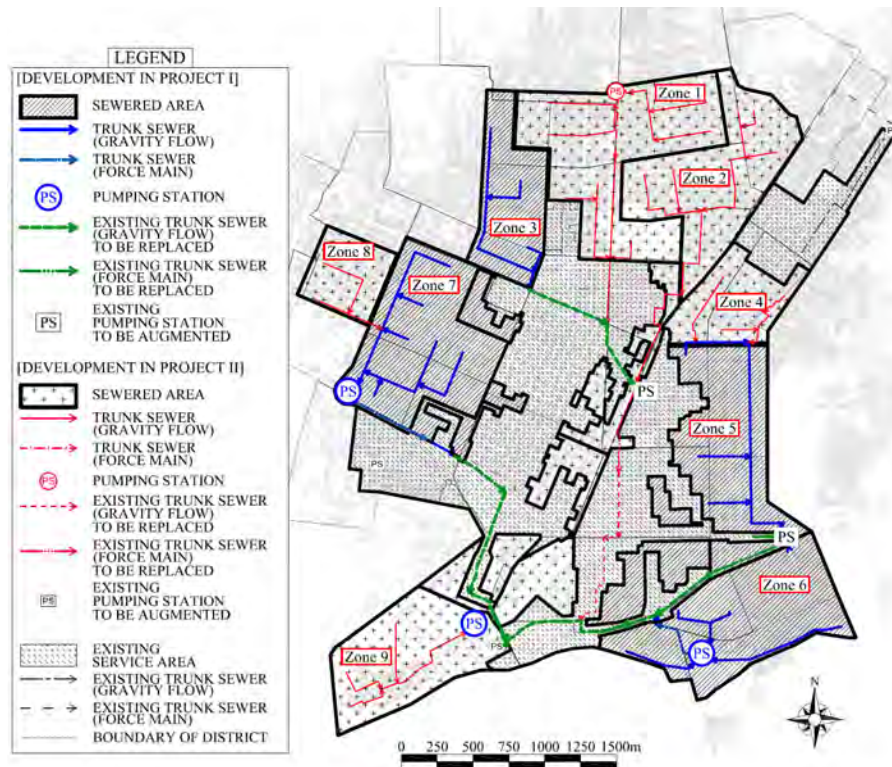 LEGEND
[DEVELOPMENT IN PROJECT I]
SEWERED AREA
TRUNK SEWER
(GRAVITY FLOW)
TRUNK SEWER
(FORCE MAIN)
PS
PUMPING STATION
EXISTING TRUNK SEWER
(GRAVITY FLOW)
TO BE REPLACED
EXISTING TRUNK SEWER
(FORCE MAIN)
TO BE REPLACED
PS
EXISTING
PUMPING STATION
TO BE AUGMENTED
[DEVELOPMENT IN PROJECT II]
SEWERED AREA
TRUNK SEWER
(GRAVITY FLOW)
TRUNK SEWER
(FORCE MAIN)
PS
PUMPING STATION
EXISTING TRUNK SEWER
(GRAVITY FLOW)
TO BE REPLACED
EXISTING TRUNK SEWER
(FORCE MAIN)
TO BE REPLACED
PS
EXISTING
PUMPING STATION
TO BE AUGMENTED
EXISTING
SERVICE AREA
EXISTING TRUNK SEWER
(GRAVITY FLOW)
EXISTING TRUNK SEWER
(FORCE MAIN)
BOUNDARY OF DISTRICT
PS
Zone 1
Zone 2
Zone 3
Zone 8
Zone 7
Zone 4
PS
PS
Zone 5
PS
PS
Zone 6
PS
PS
PS
Zone 9
N
0 250 500 750 1000 1250 1500m